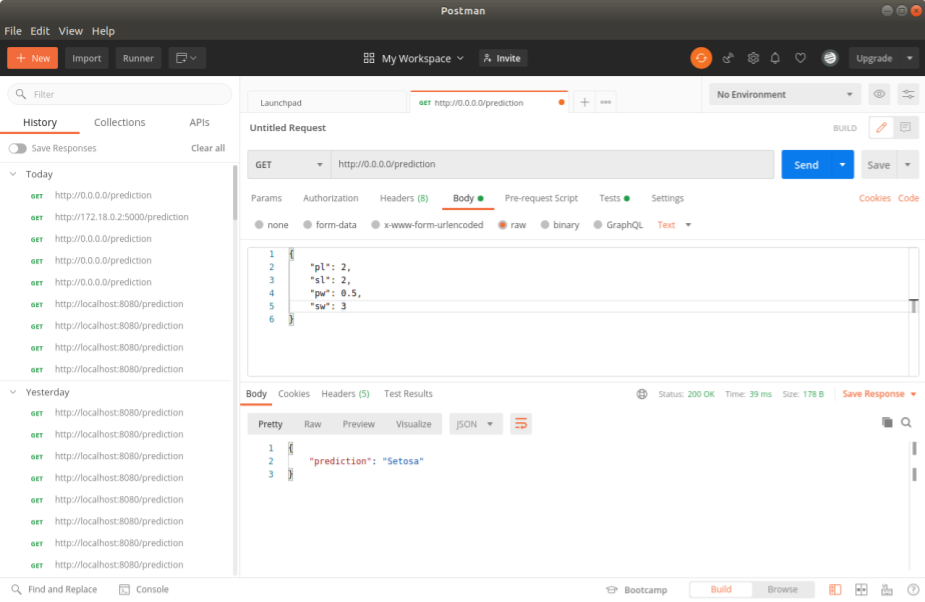 Postman
File Edit View Help
+ New Import Runner My Workspace Invite Upgrade
Filter
History Collections APIs
Save Responses Clear all
Today
GET http://0.0.0.0/prediction
GET http://172.18.0.2:5000/prediction
GET http://0.0.0.0/prediction
GET http://0.0.0.0/prediction
GET http://0.0.0.0/prediction
GET http://localhost:8080/prediction
GET http://localhost:8080/prediction
GET http://localhost:8080/prediction
GET http://localhost:8080/prediction
Yesterday
GET http://localhost:8080/prediction
GET http://localhost:8080/prediction
GET http://localhost:8080/prediction
GET http://localhost:8080/prediction
GET http://localhost:8080/prediction
GET http://localhost:8080/prediction
GET http://localhost:8080/prediction
GET http://localhost:8080/prediction
Launchpad GET http://0.0.0.0/prediction + ••• No Environment
Untitled Request BUILD
GET http://0.0.0.0/prediction Send Save
Params Authorization Headers (8) Body Pre-request Script Tests Settings Cookies Code
none form-data x-www-form-urlencoded raw binary GraphQL Text
1 {
2 "pl": 2,
3 "sl": 2,
4 "pw": 0.5,
5 "sw": 3
6 }
Body Cookies Headers (5) Test Results Status: 200 OK Time: 39 ms Size: 178 B Save Response
Pretty Raw Preview Visualize JSON
1 {
2 "prediction": "Setosa"
3 }
Find and Replace Console Bootcamp Build Browse ?